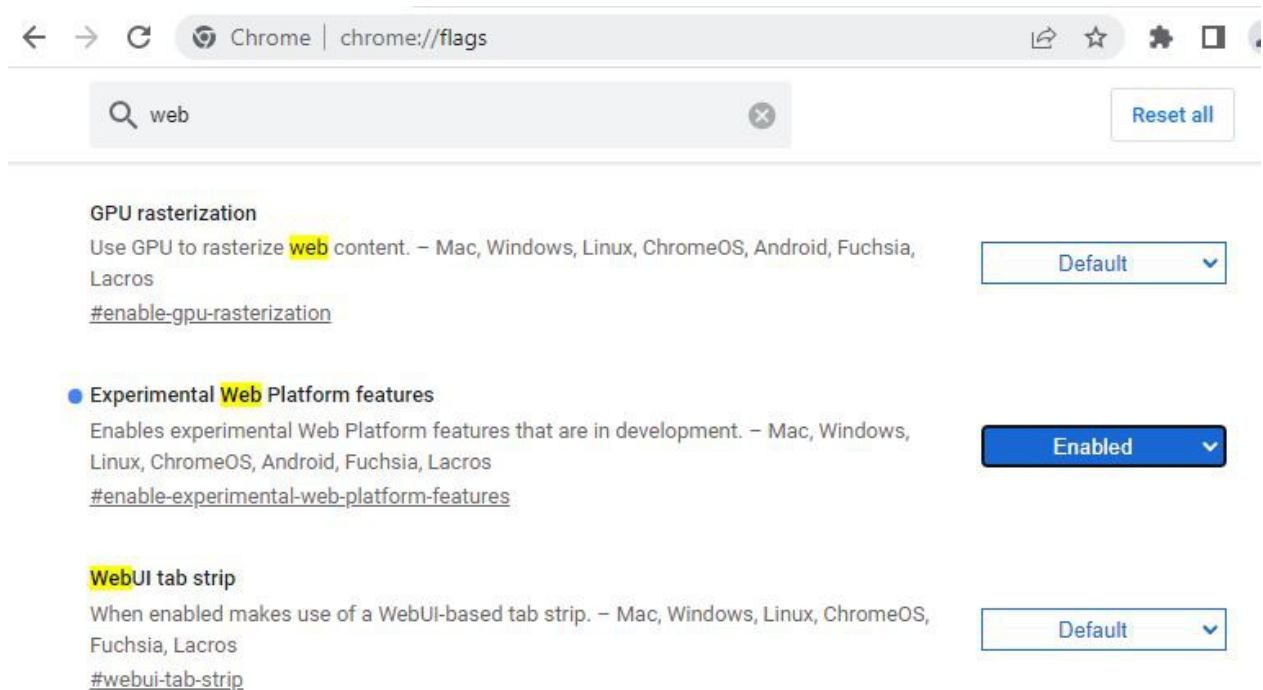 Chrome | chrome://flags
web
Reset all
GPU rasterization
Use GPU to rasterize web content. – Mac, Windows, Linux, ChromeOS, Android, Fuchsia,
Lacros
#enable-gpu-rasterization
Default
Experimental Web Platform features
Enables experimental Web Platform features that are in development. – Mac, Windows,
Linux, ChromeOS, Android, Fuchsia, Lacros
#enable-experimental-web-platform-features
Enabled
WebUI tab strip
When enabled makes use of a WebUI-based tab strip. – Mac, Windows, Linux, ChromeOS,
Fuchsia, Lacros
#webui-tab-strip
Default